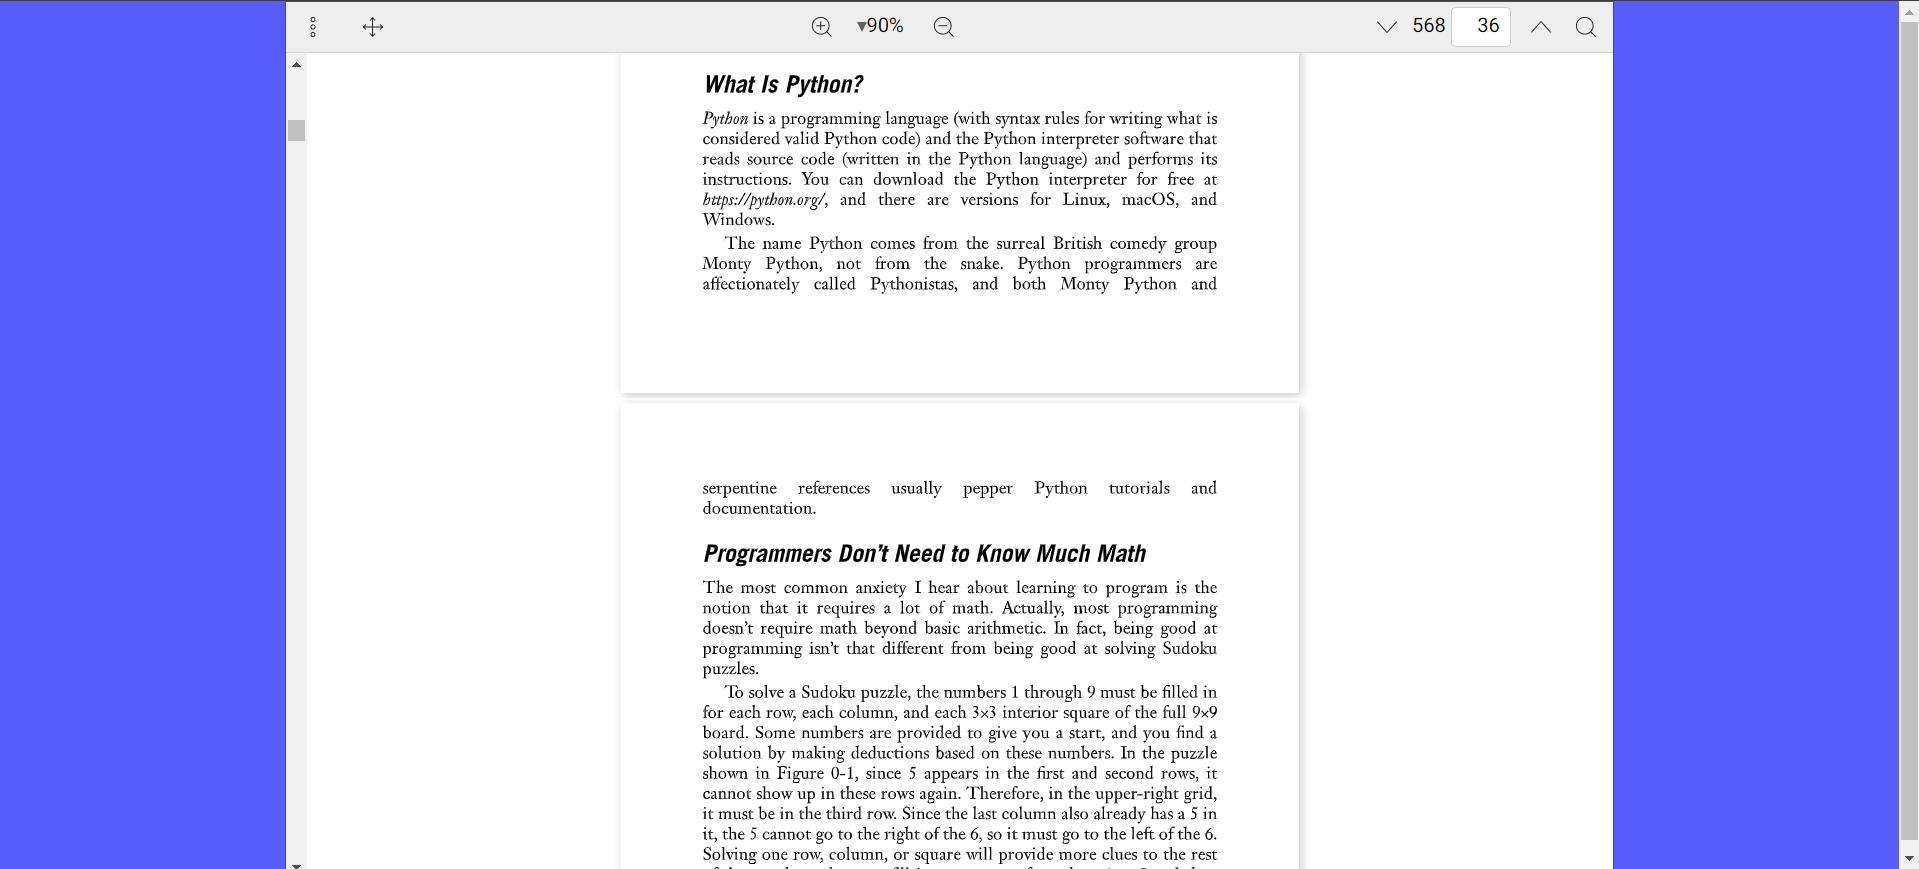 ▾90%
568 36
What Is Python?
Python is a programming language (with syntax rules for writing what is
considered valid Python code) and the Python interpreter software that
reads source code (written in the Python language) and performs its
instructions. You can download the Python interpreter for free at
https://python.org/, and there are versions for Linux, macOS, and
Windows.
The name Python comes from the surreal British comedy group
Monty Python, not from the snake. Python programmers are
affectionately called Pythonistas, and both Monty Python and
serpentine references usually pepper Python tutorials and
documentation.
Programmers Don’t Need to Know Much Math
The most common anxiety I hear about learning to program is the
notion that it requires a lot of math. Actually, most programming
doesn’t require math beyond basic arithmetic. In fact, being good at
programming isn’t that different from being good at solving Sudoku
puzzles.
To solve a Sudoku puzzle, the numbers 1 through 9 must be filled in
for each row, each column, and each 3×3 interior square of the full 9×9
board. Some numbers are provided to give you a start, and you find a
solution by making deductions based on these numbers. In the puzzle
shown in Figure 0-1, since 5 appears in the first and second rows, it
cannot show up in these rows again. Therefore, in the upper-right grid,
it must be in the third row. Since the last column also already has a 5 in
it, the 5 cannot go to the right of the 6, so it must go to the left of the 6.
Solving one row, column, or square will provide more clues to the rest